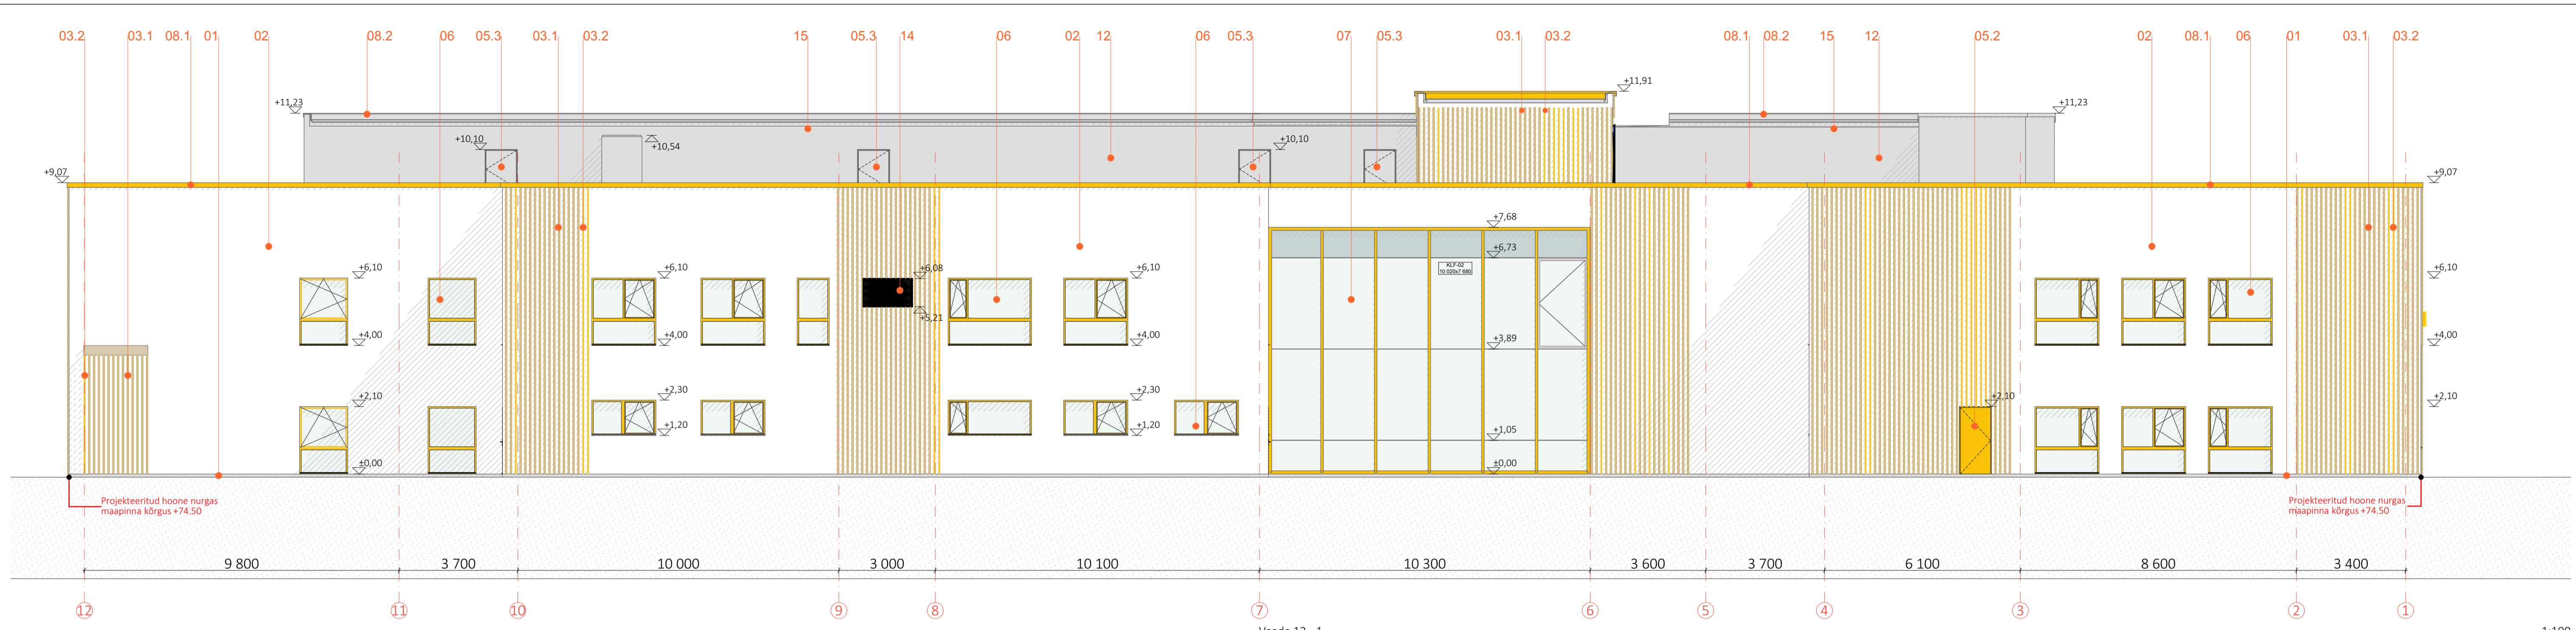 03.2 03.1 08.1 01 02 08.2 06 05.3 03.1 03.2 15 05.3 14 06 02 12 06 05.3 07 05.3 03.1 03.2 08.1 08.2 15 12 05.2 02 08.1 06 01 03.1 03.2
+11,91
+11,23 +11,23
+10,10 +10,54 +10,10
+9,07 +9,07
+7,68
+6,73
KLF-02
10 020x7 680
+6,10 +6,10 +6,08 +6,10 +6,10
+5,21
+4,00 +4,00 +4,00 +3,89 +4,00
+2,10 +2,30 +2,30 +2,10 +2,10
+1,20 +1,20 +1,05
±0,00 ±0,00
Projekteeritud hoone nurgas
maapinna kõrgus +74.50
Projekteeritud hoone nurgas
maapinna kõrgus +74.50
9 800 3 700 10 000 3 000 10 100 10 300 3 600 3 700 6 100 8 600 3 400
12 11 10 9 8 7 6 5 4 3 2 1